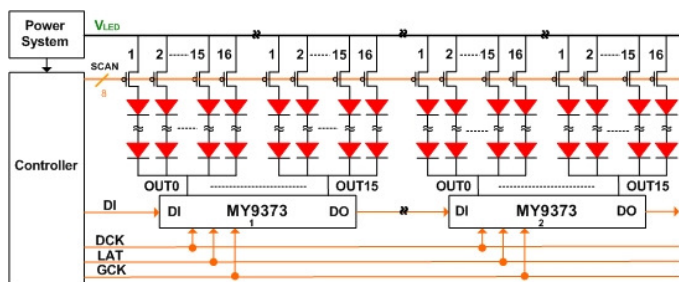 Power System
V LED
SCAN
8
1 2 ------15 16 1 2 ------15 16 1 2 ------15 16 1 2 ------15 16
Controller
OUT0 OUT15 OUT0 OUT15
DI DI MY9373 DO DI MY9373 DO
1 2
DCK
LAT
GCK